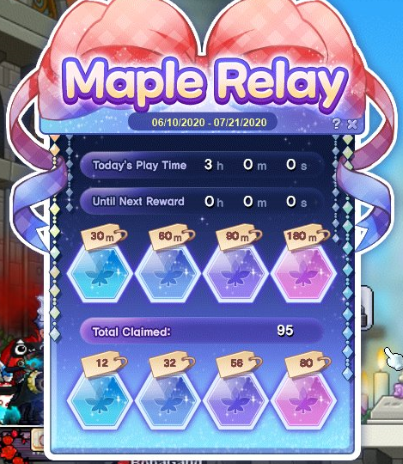 Maple Relay
06/10/2020 - 07/21/2020
? X
Today's Play Time 3 h 0 m 0 s
Until Next Reward 0 h 0 m 0 s
30 m 60 m 90 m 180 m
Total Claimed: 95
12 32 56 80